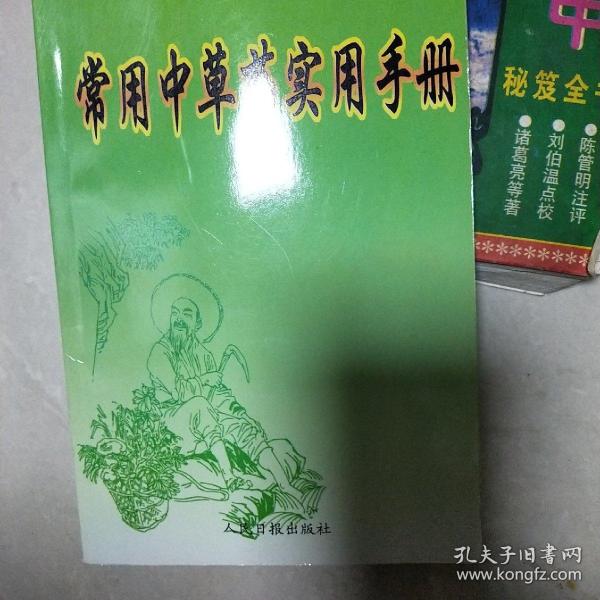 常用中草药实用手册
人民日报出版社
中
秘笈全
陈管明注评
刘伯温点校
诸葛亮等著
孔夫子旧书网
www.kongfz.com